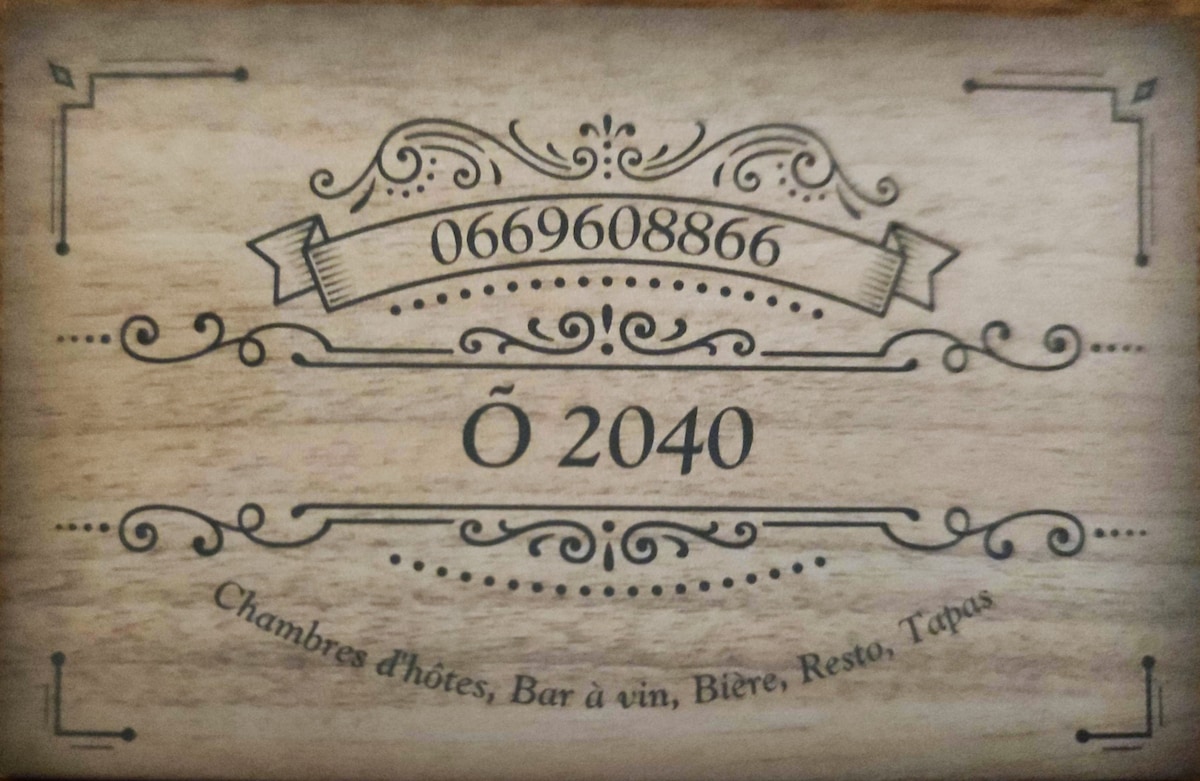 0669608866
Õ 2040
Chambres d'hôtes, Bar à vin, Bière, Resto, Tapas